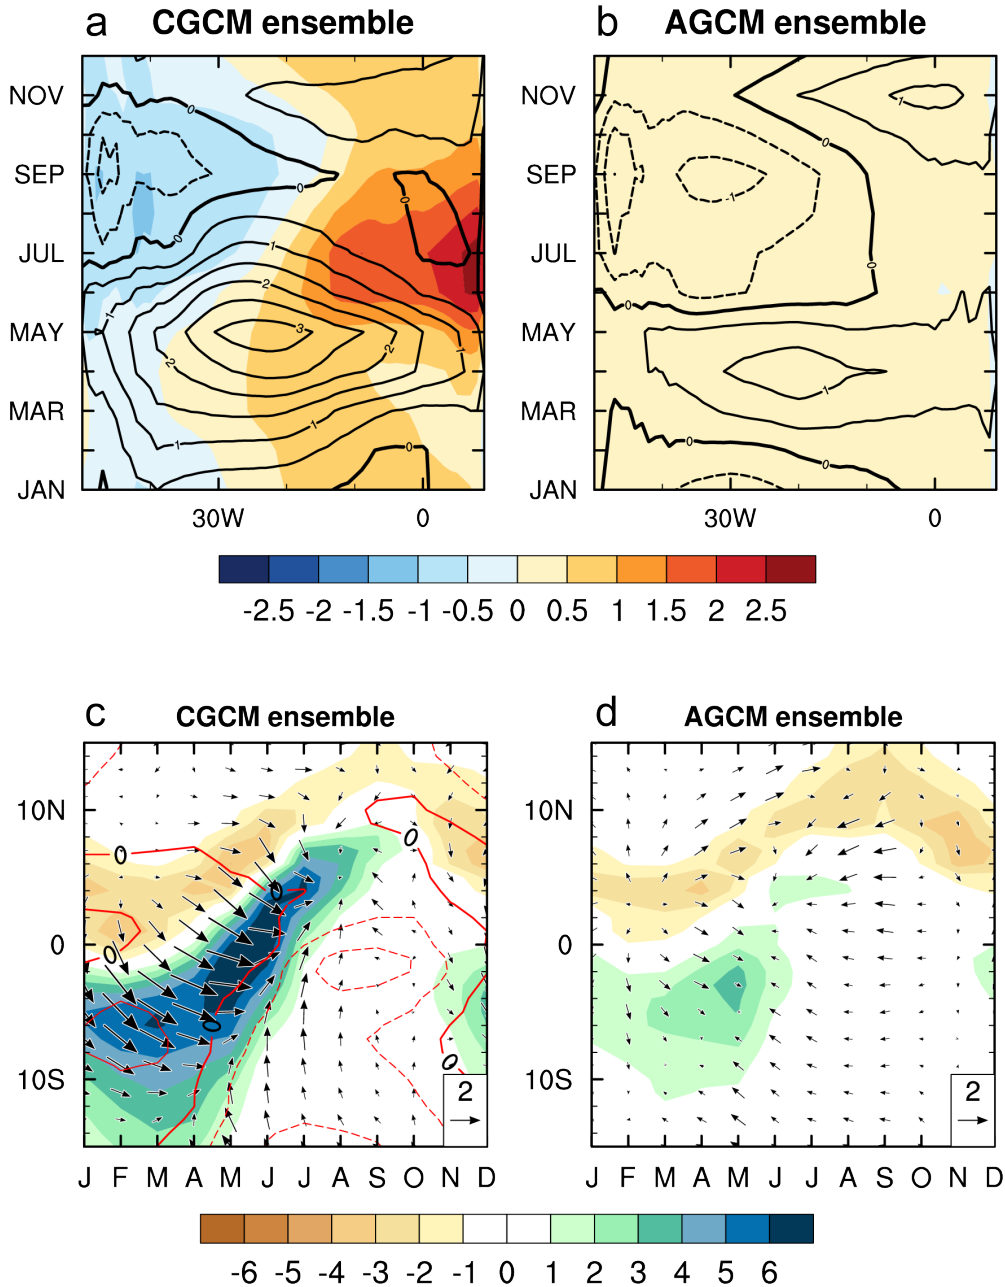 a CGCM ensemble
b AGCM ensemble
NOV
SEP
JUL
MAY
MAR
JAN
30W 0
0
0
0
0
0
1
2
3
2
1
1
2
1
1
NOV
SEP
JUL
MAY
MAR
JAN
30W 0
1
0
-1
0
0
1
0
0
-2.5 -2 -1.5 -1 -0.5 0 0.5 1 1.5 2 2.5
c CGCM ensemble
d AGCM ensemble
10N
0
10S
0
0
0
0
0
0
2
J F M A M J J A S O N D
10N
0
10S
2
J F M A M J J A S O N D
-6 -5 -4 -3 -2 -1 0 1 2 3 4 5 6